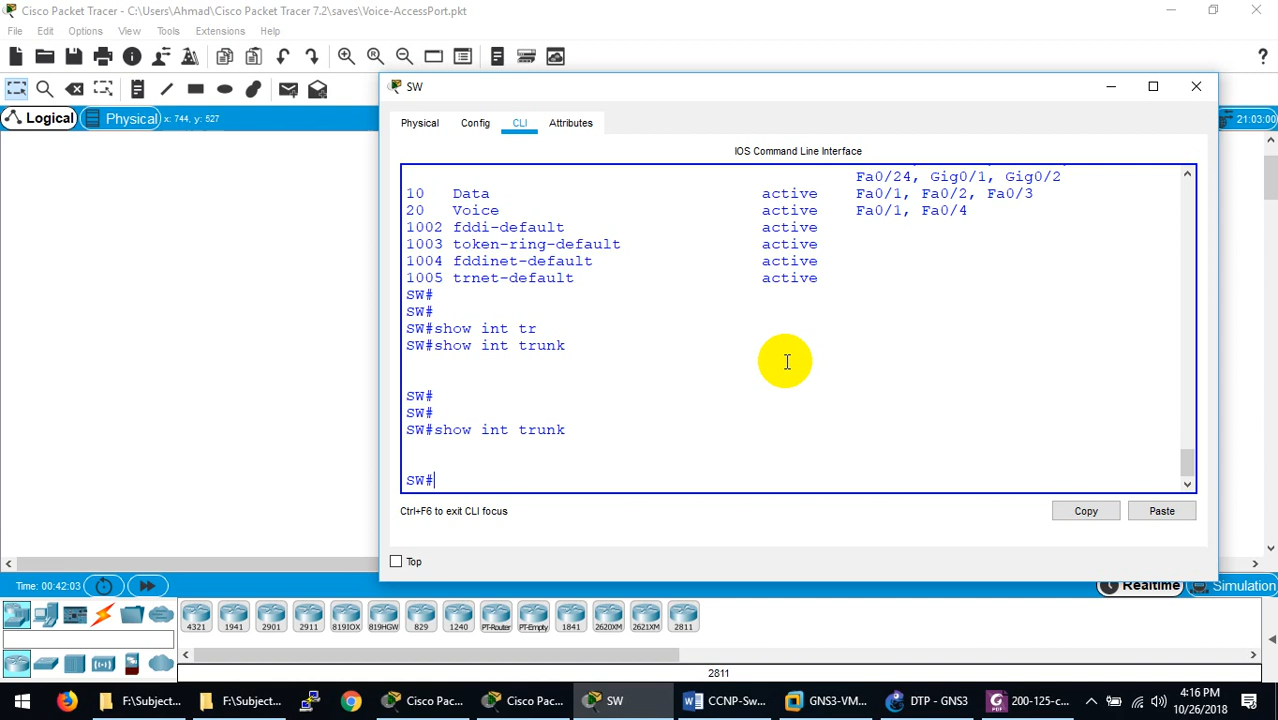 Cisco Packet Tracer - C:\Users\Ahmad\Cisco Packet Tracer 7.2\saves\Voice-AccessPort.pkt
File Edit Options View Tools Extensions Help
Logical Physical x: 744, y: 527
21:03:00
SW
Physical Config CLI Attributes
IOS Command Line Interface
Fa0/24, Gig0/1, Gig0/2
10 Data active Fa0/1, Fa0/2, Fa0/3
20 Voice active Fa0/1, Fa0/4
1002 fddi-default active
1003 token-ring-default active
1004 fddinet-default active
1005 trnet-default active
SW#
SW#
SW#show int tr
SW#show int trunk
SW#
SW#
SW#show int trunk
SW#
Ctrl+F6 to exit CLI focus
Copy Paste
Top
Time: 00:42:03
Realtime Simulation
4321 1941 2901 2911 819IOX 819HGW 829 1240 PT-Router PT-Empty 1841 2620XM 2621XM 2811
2811
F:\Subject... F:\Subject... Cisco Pac... Cisco Pac... SW CCNP-Sw... GNS3-VM... DTP - GNS3 200-125-c...
4:16 PM
10/26/2018